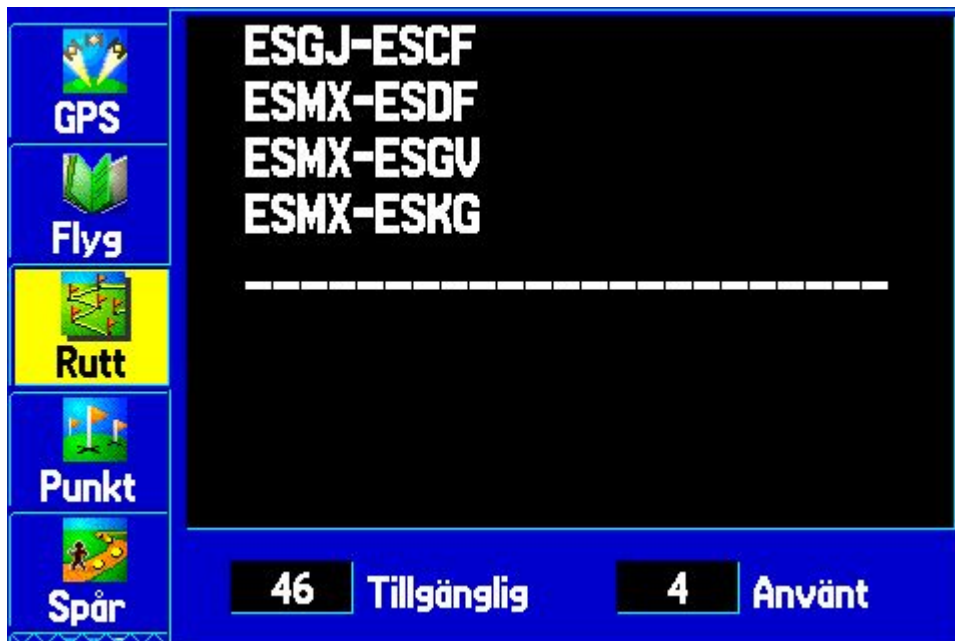 GPS
Flyg
Rutt
Punkt
Spår
ESGJ-ESCF
ESMX-ESDF
ESMX-ESGV
ESMX-ESKG
46 Tillgänglig 4 Använt